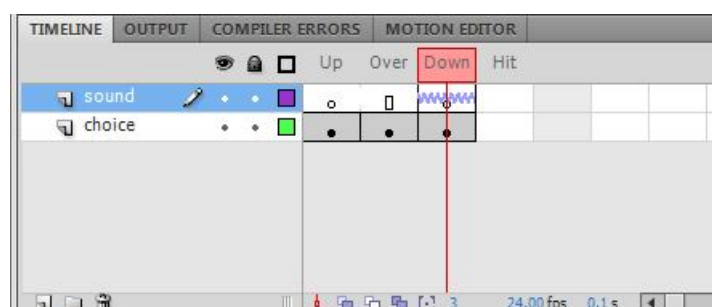 TIMELINE OUTPUT COMPILER ERRORS MOTION EDITOR
Up Over Down Hit
sound
choice
3 24.00 fps 0.1 s